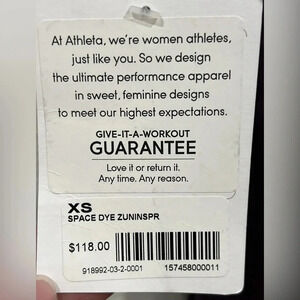 At Athleta, we're women athletes,
just like you. So we design
the ultimate performance apparel
in sweet, feminine designs
to meet our highest expectations.
GIVE-IT-A-WORKOUT
GUARANTEE
Love it or return it.
Any time. Any reason.
XS
SPACE DYE ZUNINSPR
$118.00
918992-03-2-0001
157458000011